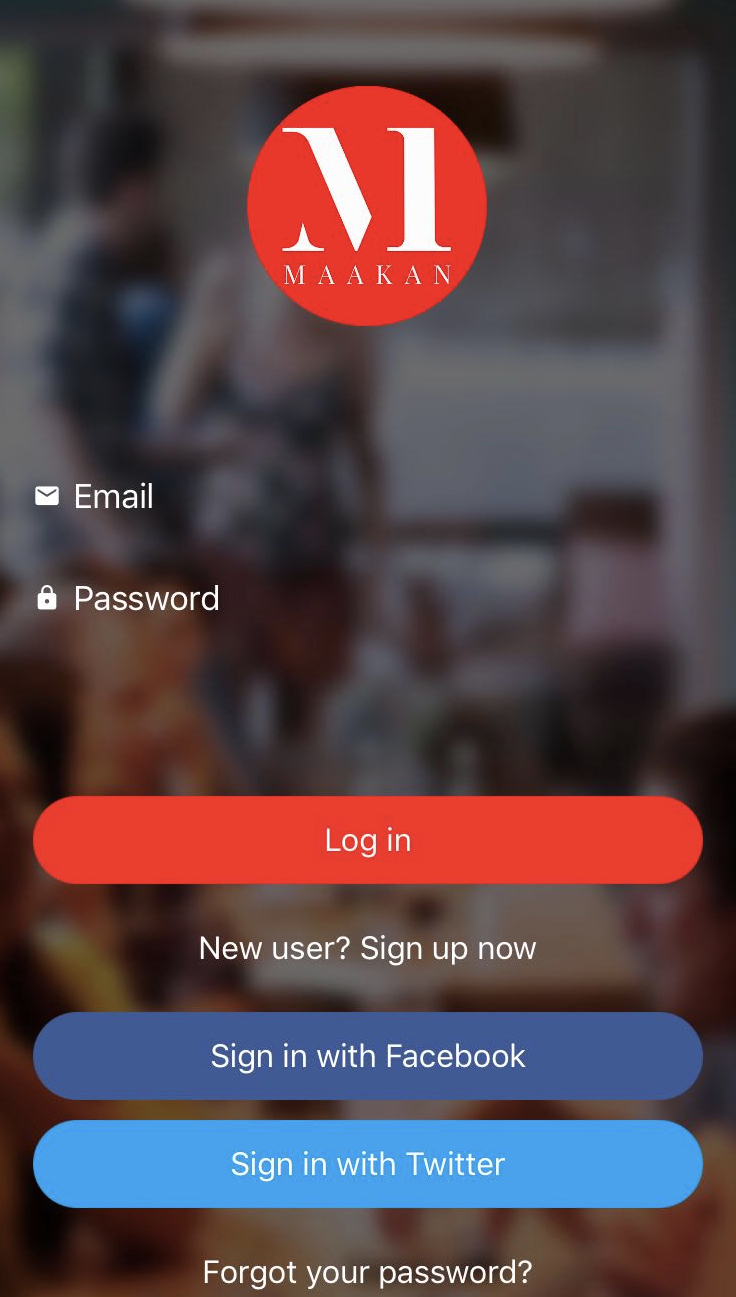 M
MAAKAN
Email
Password
Log in
New user? Sign up now
Sign in with Facebook
Sign in with Twitter
Forgot your password?